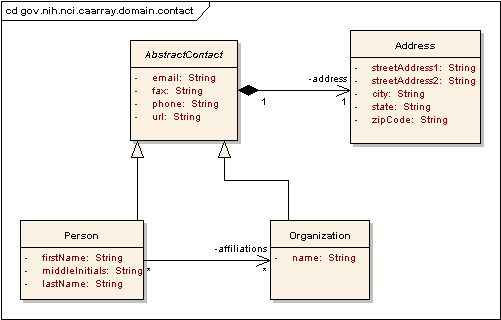 cd gov.nih.nci.caarray.domain.contact
AbstractContact
- email: String
- fax: String
- phone: String
- url: String
-address
1
1
Address
- streetAddress1: String
- streetAddress2: String
- city: String
- state: String
- zipCode: String
Person
- firstName: String
- middleInitials: String
- lastName: String
-affiliations
*
*
Organization
- name: String